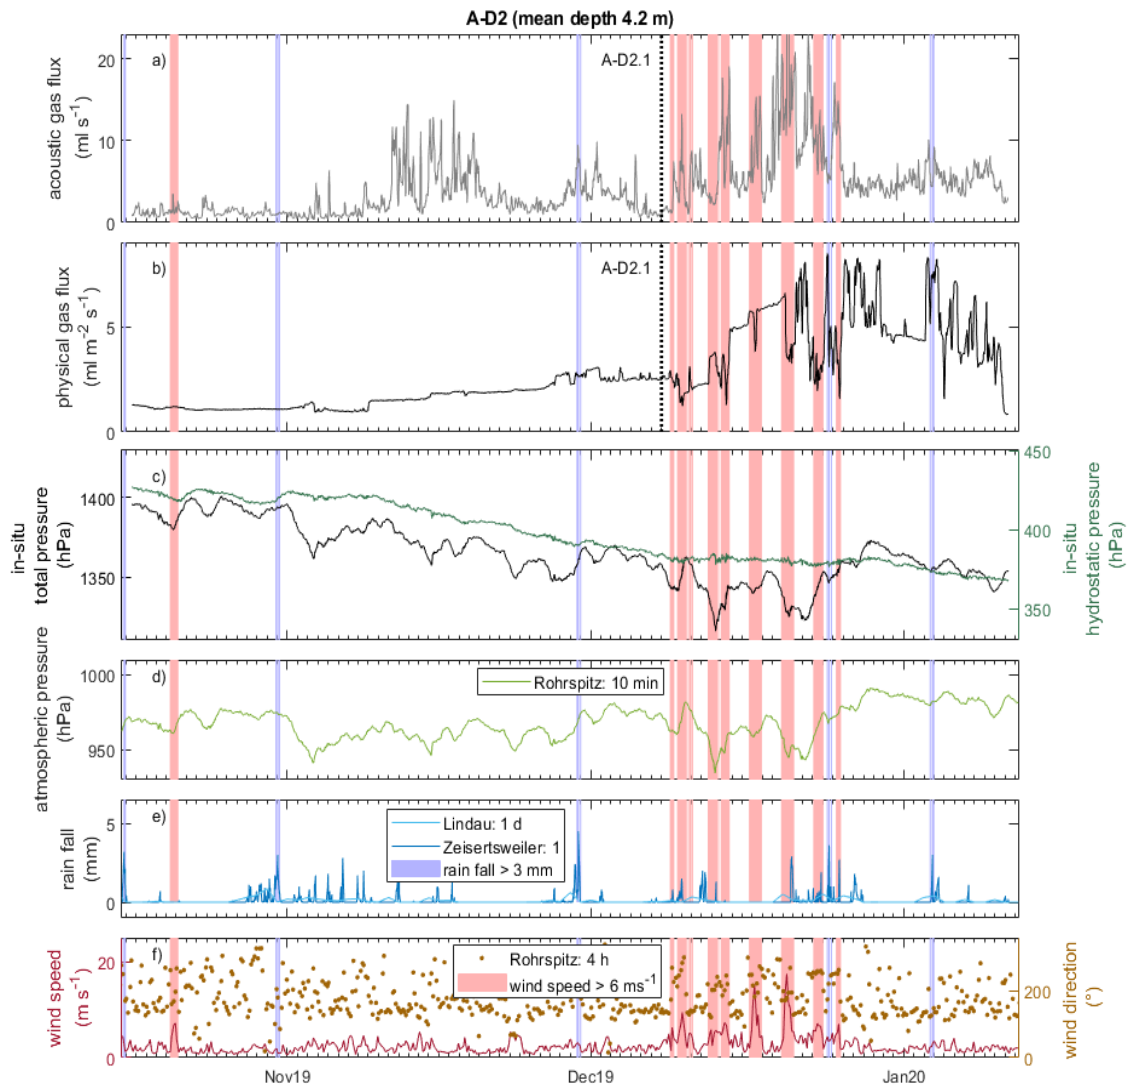 A-D2 (mean depth 4.2 m)
a)
A-D2.1
20
10
0
acoustic gas flux
(ml s⁻¹)
b)
A-D2.1
5
0
physical gas flux
(ml m⁻² s⁻¹)
c)
1400
1350
in-situ
total pressure
(hPa)
450
400
350
in-situ
hydrostatic pressure
(hPa)
d)
Rohrspitz: 10 min
1000
950
atmospheric pressure
(hPa)
e)
Lindau: 1 d
Zeisertsweiler: 1
rain fall > 3 mm
5
0
rain fall
(mm)
f)
Rohrspitz: 4 h
wind speed > 6 ms⁻¹
20
10
0
wind speed
(m s⁻¹)
200
0
wind direction
(°)
Nov19
Dec19
Jan20